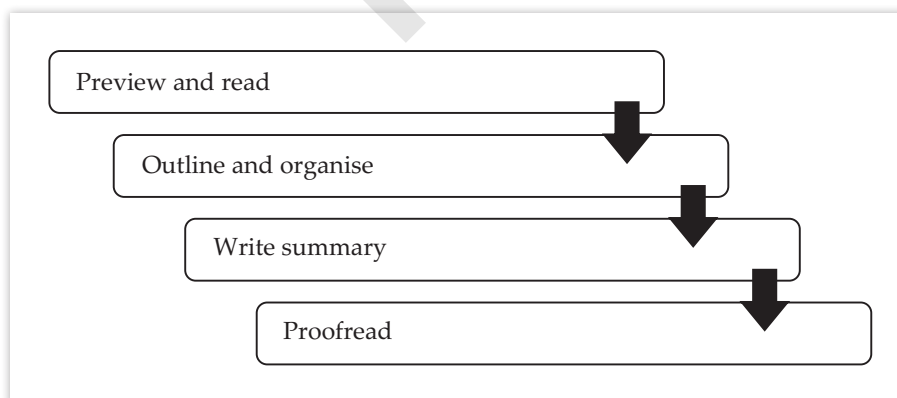 Preview and read
Outline and organise
Write summary
Proofread